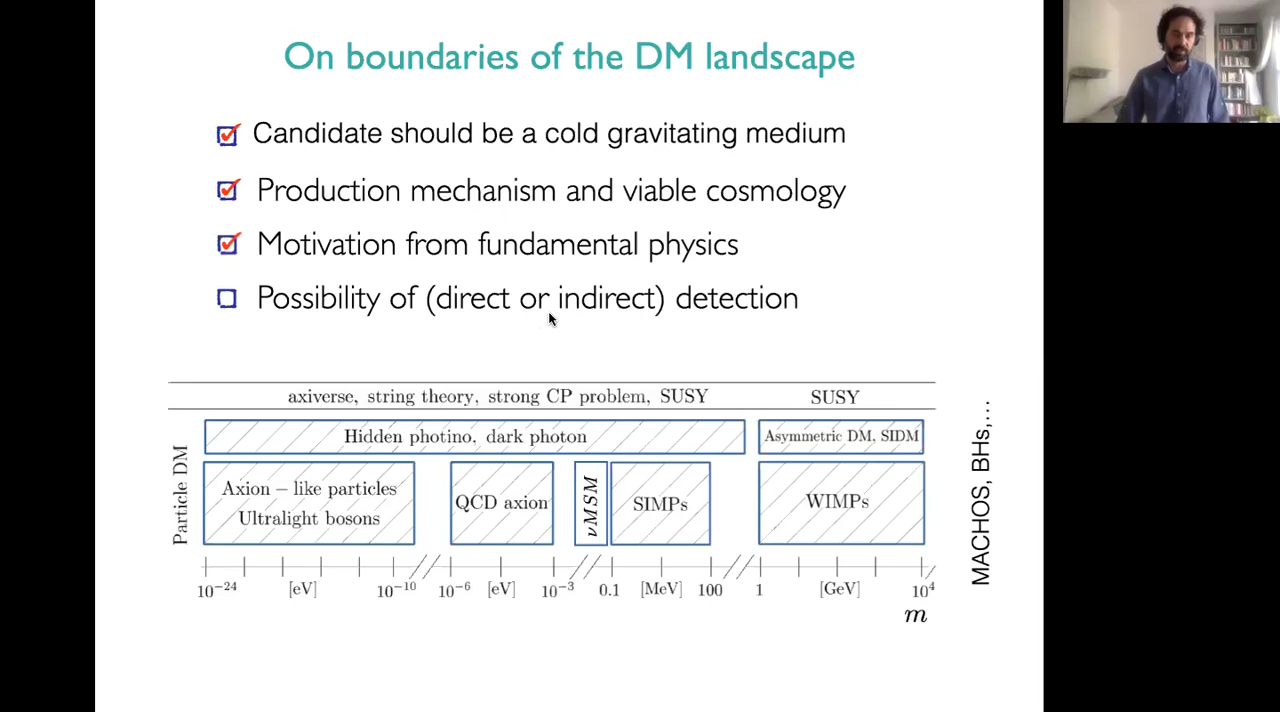 On boundaries of the DM landscape
Candidate should be a cold gravitating medium
Production mechanism and viable cosmology
Motivation from fundamental physics
Possibility of (direct or indirect) detection
axiverse, string theory, strong CP problem, SUSY
SUSY
Hidden photino, dark photon
Asymmetric DM, SIDM
Particle DM
Axion – like particles
Ultralight bosons
QCD axion
νMSM
SIMPs
WIMPs
MACHOS, BHs,...
10⁻²⁴ [eV] 10⁻¹⁰ 10⁻⁶ [eV] 10⁻³ 0.1 [MeV] 100 1 [GeV] 10⁴
m